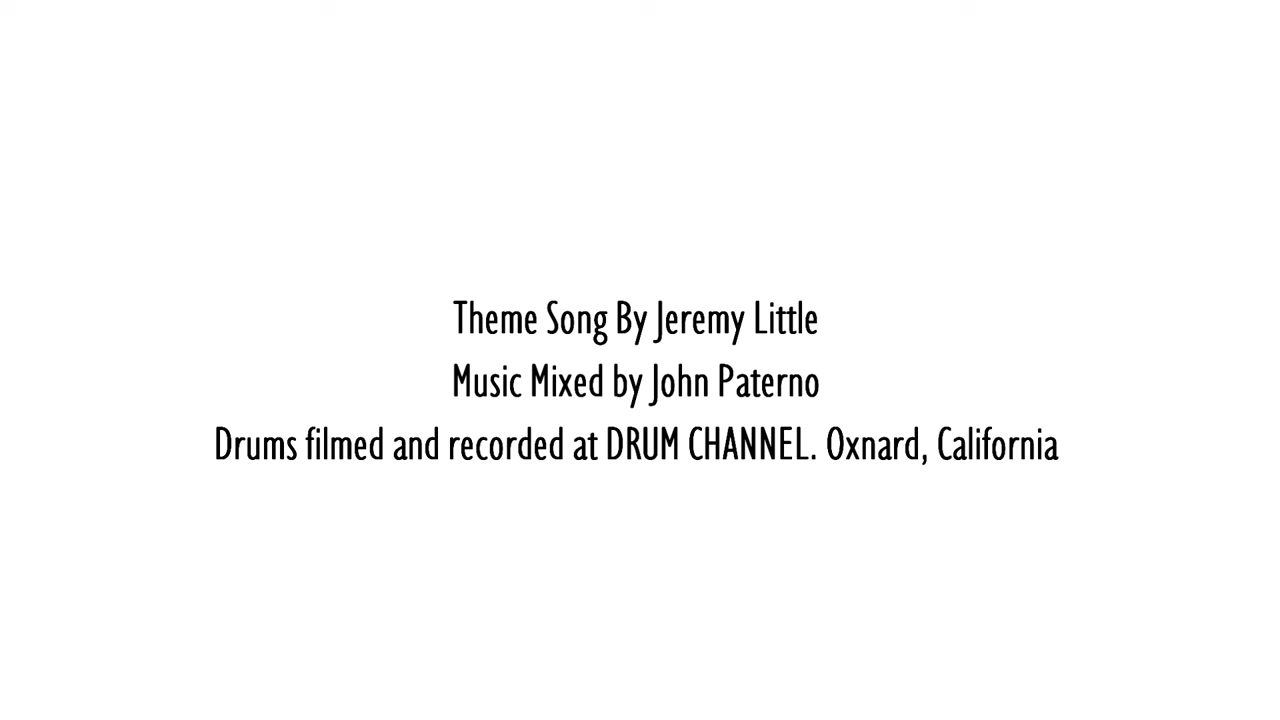 Theme Song By Jeremy Little
Music Mixed by John Paterno
Drums filmed and recorded at DRUM CHANNEL. Oxnard, California